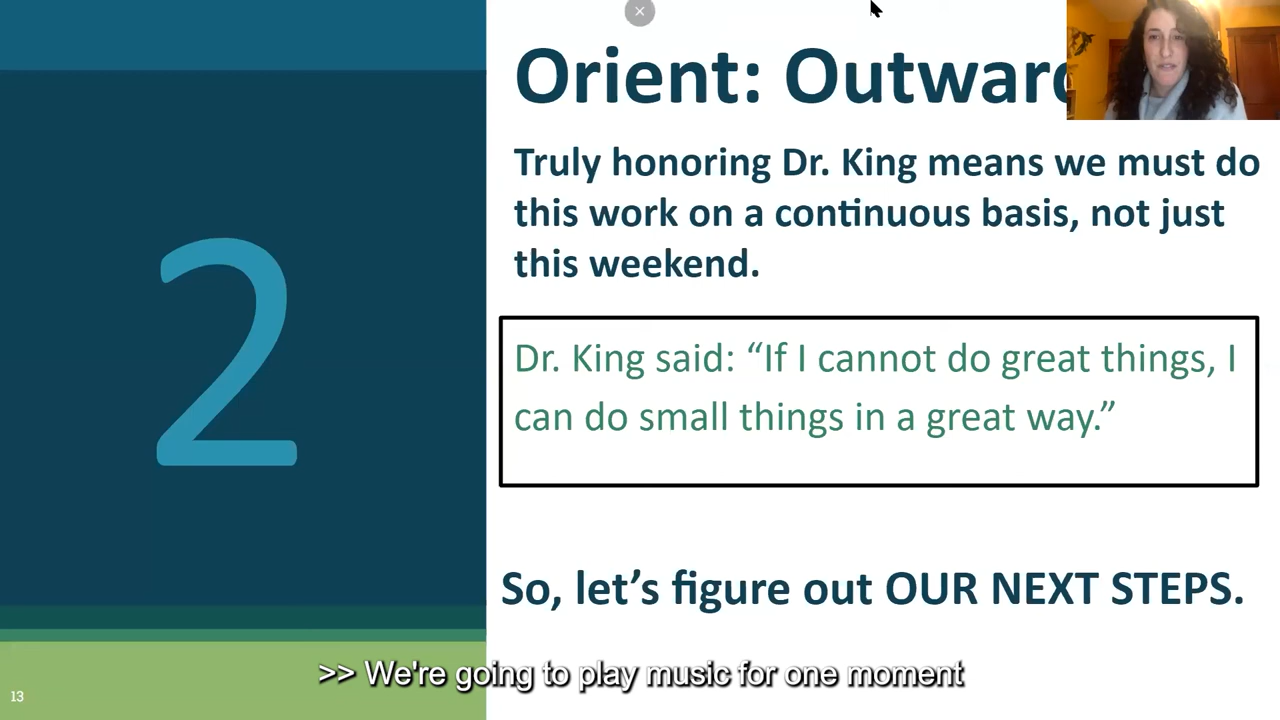 Orient: Outward
Truly honoring Dr. King means we must do
this work on a continuous basis, not just
this weekend.
2
Dr. King said: “If I cannot do great things, I
can do small things in a great way.”
So, let’s figure out OUR NEXT STEPS.
>> We're going to play music for one moment
13